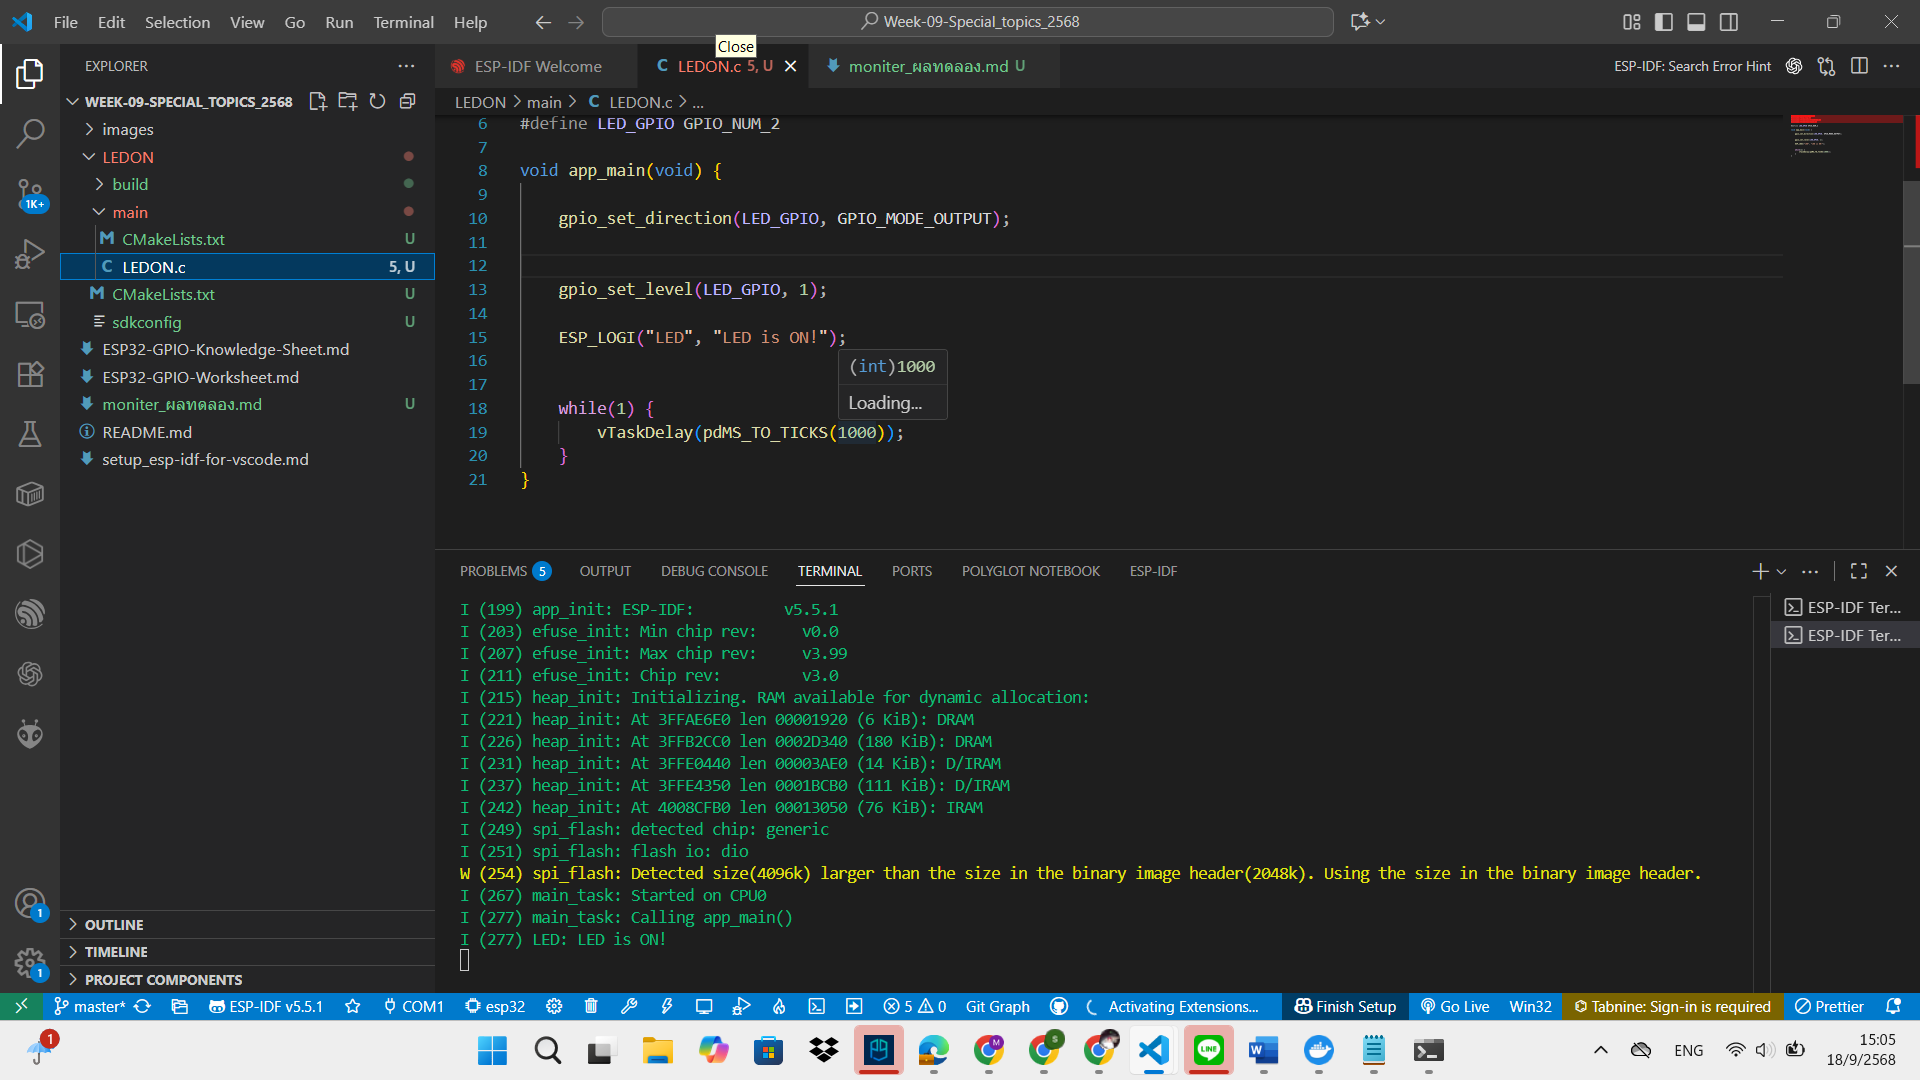 File Edit Selection View Go Run Terminal Help
Week-09-Special_topics_2568
Close
EXPLORER
ESP-IDF Welcome
C LEDON.c 5, U
moniter_ผลทดลอง.md U
ESP-IDF: Search Error Hint
WEEK-09-SPECIAL_TOPICS_2568
images
LEDON
build
main
CMakeLists.txt U
C LEDON.c 5, U
CMakeLists.txt U
sdkconfig U
ESP32-GPIO-Knowledge-Sheet.md
ESP32-GPIO-Worksheet.md
moniter_ผลทดลอง.md U
README.md
setup_esp-idf-for-vscode.md
1K+
1
1
OUTLINE
TIMELINE
PROJECT COMPONENTS
LEDON > main > C LEDON.c > ...
6 #define LED_GPIO GPIO_NUM_2
7
8 void app_main(void) {
9
10 gpio_set_direction(LED_GPIO, GPIO_MODE_OUTPUT);
11
12
13 gpio_set_level(LED_GPIO, 1);
14
15 ESP_LOGI("LED", "LED is ON!");
16
17
18 while(1) {
19 vTaskDelay(pdMS_TO_TICKS(1000));
20 }
21 }
(int)1000
Loading...
PROBLEMS 5 OUTPUT DEBUG CONSOLE TERMINAL PORTS POLYGLOT NOTEBOOK ESP-IDF
I (199) app_init: ESP-IDF: v5.5.1
I (203) efuse_init: Min chip rev: v0.0
I (207) efuse_init: Max chip rev: v3.99
I (211) efuse_init: Chip rev: v3.0
I (215) heap_init: Initializing. RAM available for dynamic allocation:
I (221) heap_init: At 3FFAE6E0 len 00001920 (6 KiB): DRAM
I (226) heap_init: At 3FFB2CC0 len 0002D340 (180 KiB): DRAM
I (231) heap_init: At 3FFE0440 len 00003AE0 (14 KiB): D/IRAM
I (237) heap_init: At 3FFE4350 len 0001BCB0 (111 KiB): D/IRAM
I (242) heap_init: At 4008CFB0 len 00013050 (76 KiB): IRAM
I (249) spi_flash: detected chip: generic
I (251) spi_flash: flash io: dio
W (254) spi_flash: Detected size(4096k) larger than the size in the binary image header(2048k). Using the size in the binary image header.
I (267) main_task: Started on CPU0
I (277) main_task: Calling app_main()
I (277) LED: LED is ON!
ESP-IDF Ter...
ESP-IDF Ter...
master* ESP-IDF v5.5.1 COM1 esp32 5 0 Git Graph Activating Extensions... Finish Setup Go Live Win32 Tabnine: Sign-in is required Prettier
1
ENG
15:05
18/9/2568